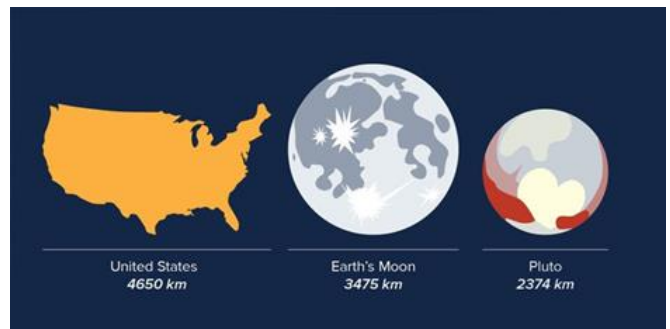 United States
4650 km
Earth's Moon
3475 km
Pluto
2374 km